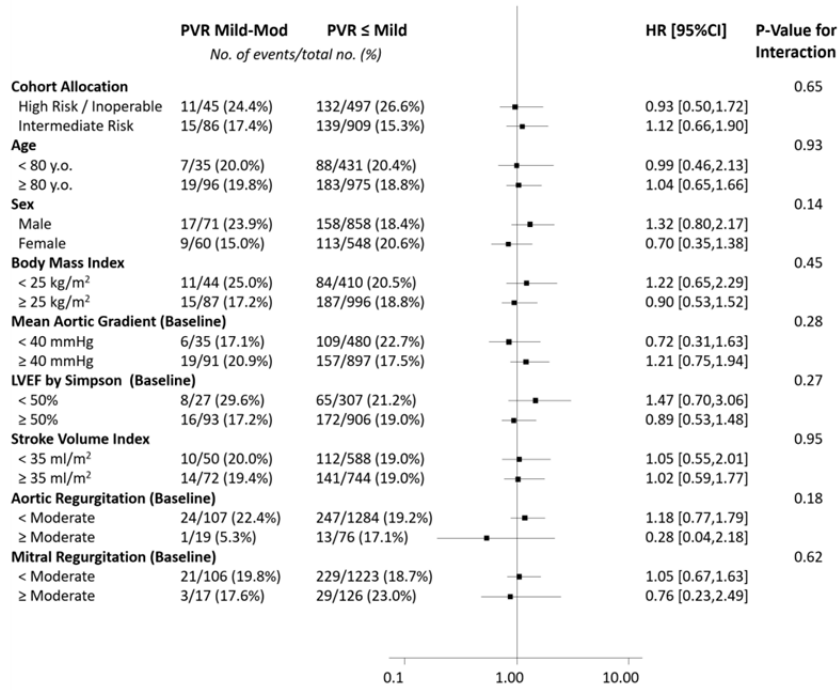 PVR Mild-Mod PVR ≤ Mild HR [95%CI] P-Value for
No. of events/total no. (%) Interaction
Cohort Allocation 0.65
High Risk / Inoperable 11/45 (24.4%) 132/497 (26.6%) 0.93 [0.50,1.72]
Intermediate Risk 15/86 (17.4%) 139/909 (15.3%) 1.12 [0.66,1.90]
Age 0.93
< 80 y.o. 7/35 (20.0%) 88/431 (20.4%) 0.99 [0.46,2.13]
≥ 80 y.o. 19/96 (19.8%) 183/975 (18.8%) 1.04 [0.65,1.66]
Sex 0.14
Male 17/71 (23.9%) 158/858 (18.4%) 1.32 [0.80,2.17]
Female 9/60 (15.0%) 113/548 (20.6%) 0.70 [0.35,1.38]
Body Mass Index 0.45
< 25 kg/m² 11/44 (25.0%) 84/410 (20.5%) 1.22 [0.65,2.29]
≥ 25 kg/m² 15/87 (17.2%) 187/996 (18.8%) 0.90 [0.53,1.52]
Mean Aortic Gradient (Baseline) 0.28
< 40 mmHg 6/35 (17.1%) 109/480 (22.7%) 0.72 [0.31,1.63]
≥ 40 mmHg 19/91 (20.9%) 157/897 (17.5%) 1.21 [0.75,1.94]
LVEF by Simpson (Baseline) 0.27
< 50% 8/27 (29.6%) 65/307 (21.2%) 1.47 [0.70,3.06]
≥ 50% 16/93 (17.2%) 172/906 (19.0%) 0.89 [0.53,1.48]
Stroke Volume Index 0.95
< 35 ml/m² 10/50 (20.0%) 112/588 (19.0%) 1.05 [0.55,2.01]
≥ 35 ml/m² 14/72 (19.4%) 141/744 (19.0%) 1.02 [0.59,1.77]
Aortic Regurgitation (Baseline) 0.18
< Moderate 24/107 (22.4%) 247/1284 (19.2%) 1.18 [0.77,1.79]
≥ Moderate 1/19 (5.3%) 13/76 (17.1%) 0.28 [0.04,2.18]
Mitral Regurgitation (Baseline) 0.62
< Moderate 21/106 (19.8%) 229/1223 (18.7%) 1.05 [0.67,1.63]
≥ Moderate 3/17 (17.6%) 29/126 (23.0%) 0.76 [0.23,2.49]
0.1 1.00 10.00